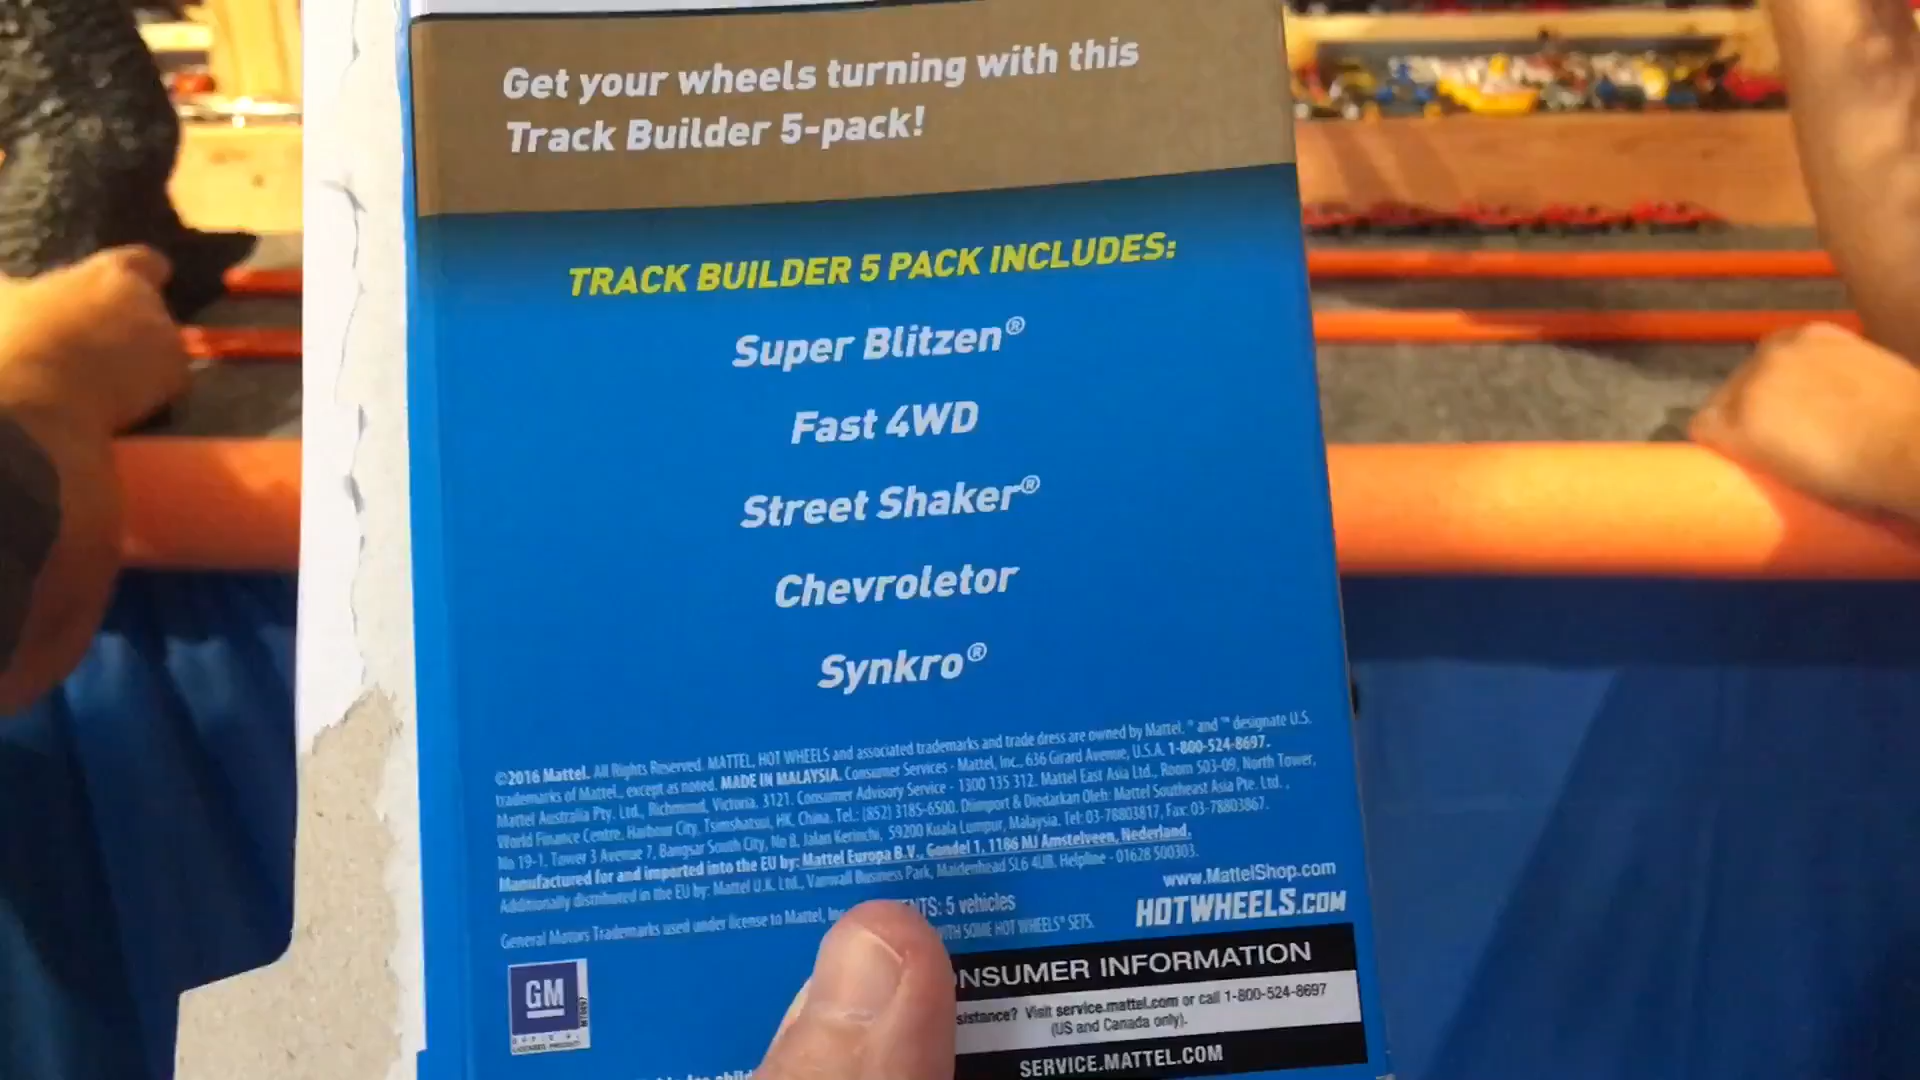 Get your wheels turning with this
Track Builder 5-pack!
TRACK BUILDER 5 PACK INCLUDES:
Super Blitzen®
Fast 4WD
Street Shaker®
Chevroletor
Synkro®
©2016 Mattel. All Rights Reserved. MATTEL, HOT WHEELS and associated trademarks and trade dress are owned by Mattel. ® and ™ designate U.S.
trademarks of Mattel, except as noted. MADE IN MALAYSIA. Consumer Services - Mattel, Inc., 636 Girard Avenue, U.S.A. 1-800-524-8697.
Mattel Australia Pty. Ltd., Richmond, Victoria. 3121. Consumer Advisory Service - 1300 135 312. Mattel East Asia Ltd., Room 503-09, North Tower,
World Finance Centre, Harbour City, Tsimshatsui, HK, China. Tel.: (852) 3185-6500. Diimport & Diedarkan Oleh: Mattel Southeast Asia Pte. Ltd.,
No 19-1, Tower 3 Avenue 7, Bangsar South City, No 8, Jalan Kerinchi, 59200 Kuala Lumpur, Malaysia. Tel: 03-78803817, Fax: 03-78803867.
Manufactured for and imported into the EU by: Mattel Europa B.V., Gondel 1, 1186 MJ Amstelveen, Nederland.
Additionally distributed in the EU by: Mattel U.K. Ltd., Vanwall Business Park, Maidenhead SL6 4UB. Helpline - 01628 500303.
www.MattelShop.com
General Motors Trademarks used under license to Mattel, Inc
NTS: 5 vehicles
HOTWHEELS.COM
WITH SOME HOT WHEELS® SETS.
GM
NSUMER INFORMATION
sistance? Visit service.mattel.com or call 1-800-524-8697
(US and Canada only).
LICENSED PRODUCT
SERVICE.MATTEL.COM